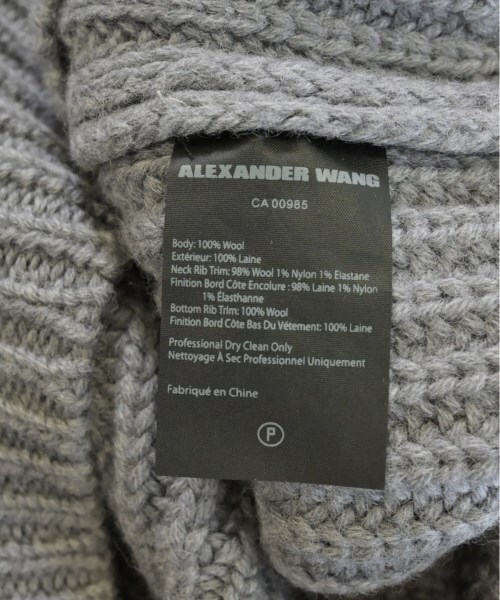 ALEXANDER WANG
CA 00985
Body: 100% Wool
Extérieur: 100% Laine
Neck Rib Trim: 98% Wool 1% Nylon 1% Elastane
Finition Bord Côte Encolure : 98% Laine 1% Nylon
1% Élasthanne
Bottom Rib Trlm: 100% Wool
Finition Bord Côte Bas Du Vêtement: 100% Laine
Professional Dry Clean Only
Nettoyage À Sec Professionel Uniquement
Fabriqué en Chine
P